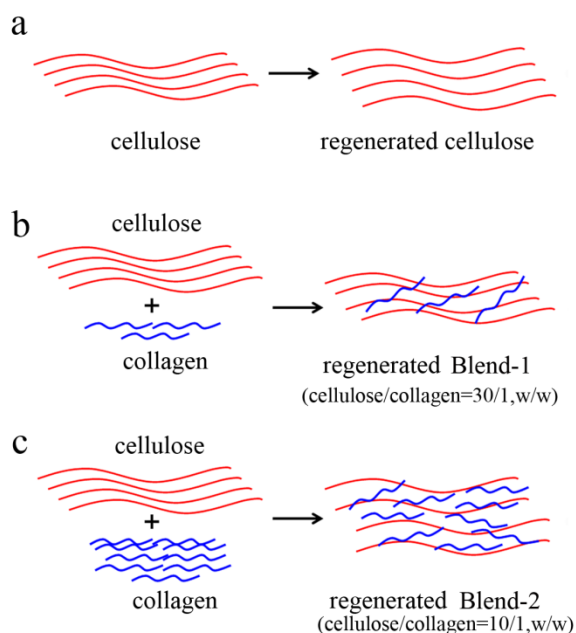 a
cellulose
regenerated cellulose
b
cellulose
+
collagen
regenerated Blend-1
(cellulose/collagen=30/1,w/w)
c
cellulose
+
collagen
regenerated Blend-2
(cellulose/collagen=10/1,w/w)